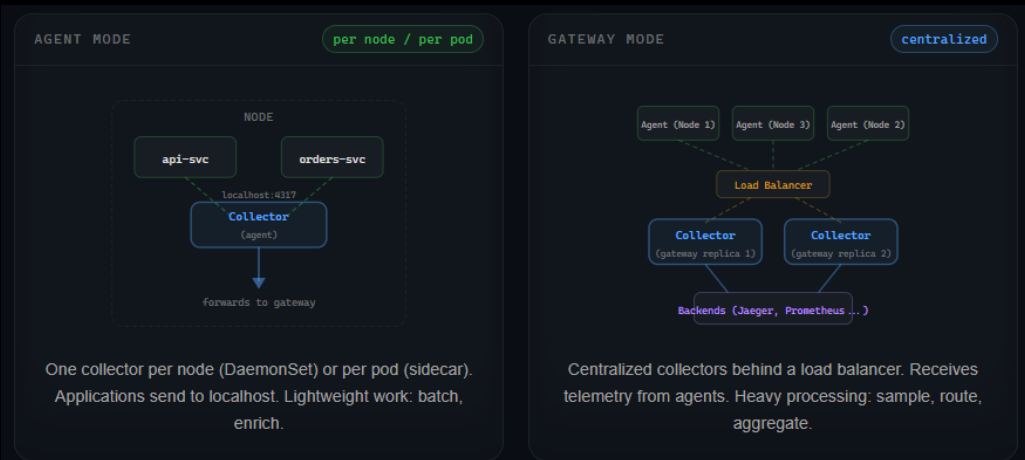 AGENT MODE
per node / per pod
NODE
api-svc
orders-svc
localhost:4317
Collector
(agent)
forwards to gateway
One collector per node (DaemonSet) or per pod (sidecar).
Applications send to localhost. Lightweight work: batch,
enrich.
GATEWAY MODE
centralized
Agent (Node 1)
Agent (Node 3)
Agent (Node 2)
Load Balancer
Collector
(gateway replica 1)
Collector
(gateway replica 2)
Backends (Jaeger, Prometheus...)
Centralized collectors behind a load balancer. Receives
telemetry from agents. Heavy processing: sample, route,
aggregate.